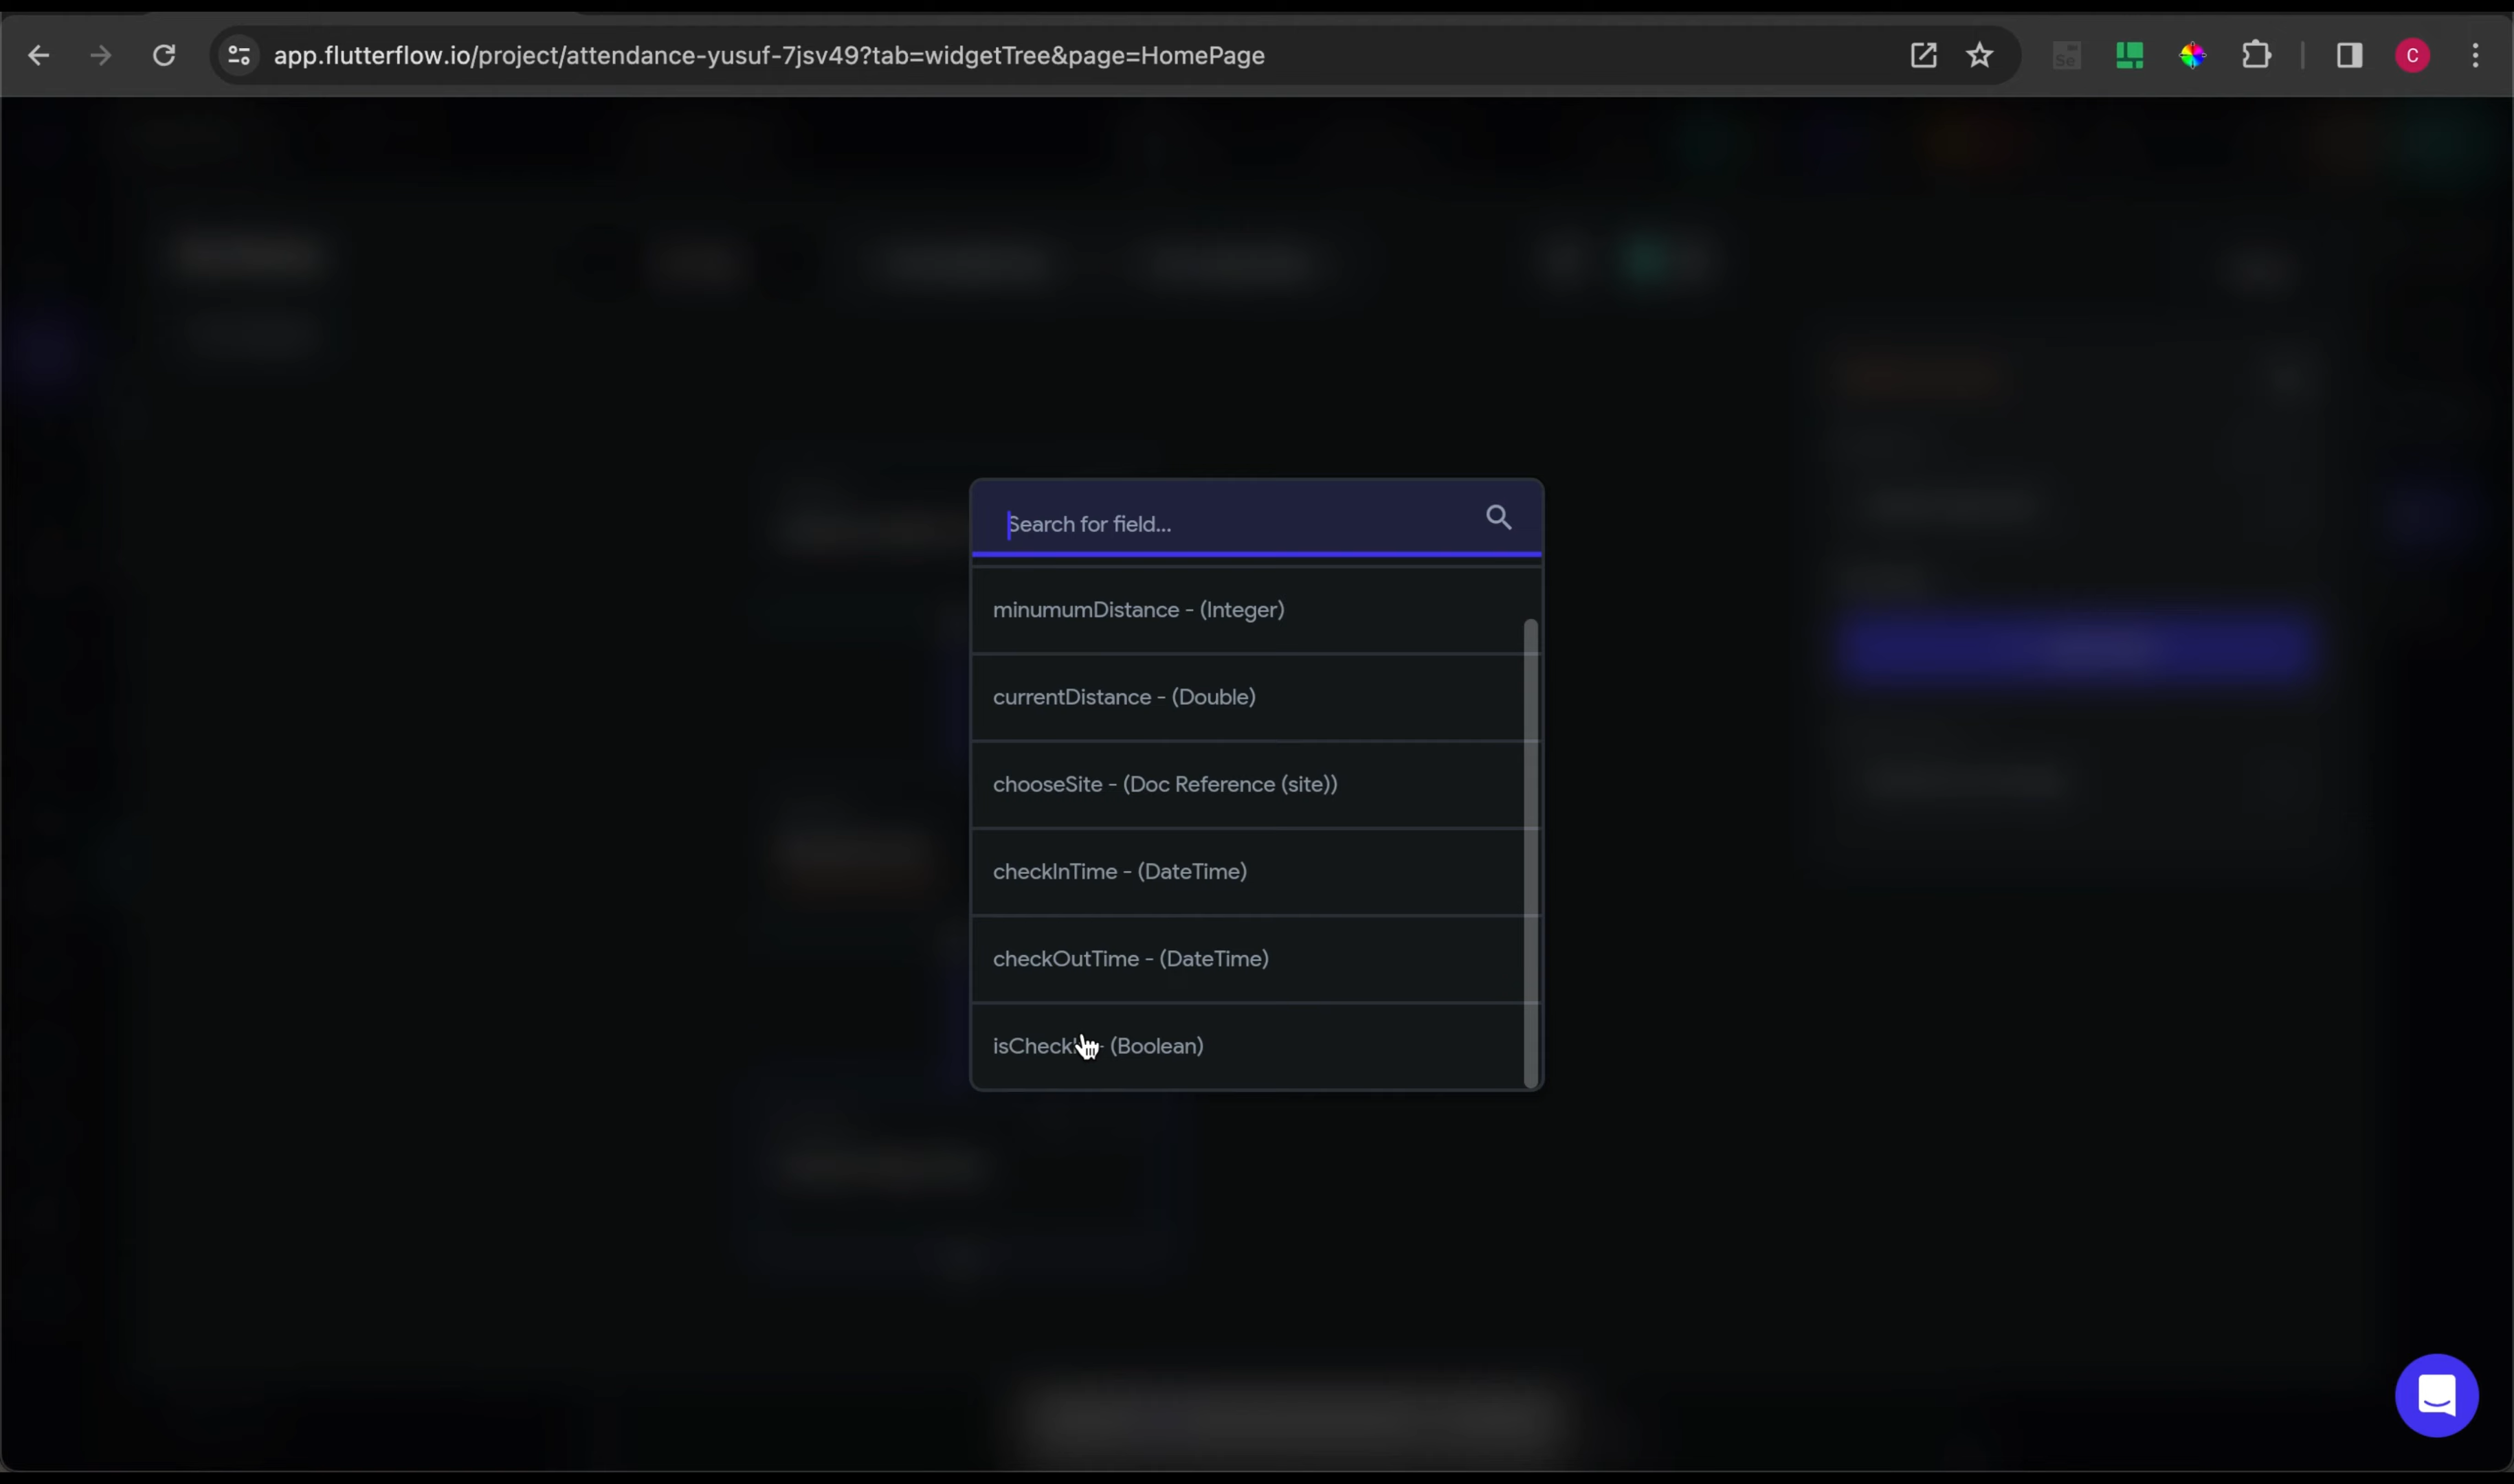 app.flutterflow.io/project/attendance-yusuf-7jsv49?tab=widgetTree&page=HomePage
C
Search for field...
minumumDistance - (Integer)
currentDistance - (Double)
chooseSite - (Doc Reference (site))
checkInTime - (DateTime)
checkOutTime - (DateTime)
(Boolean)